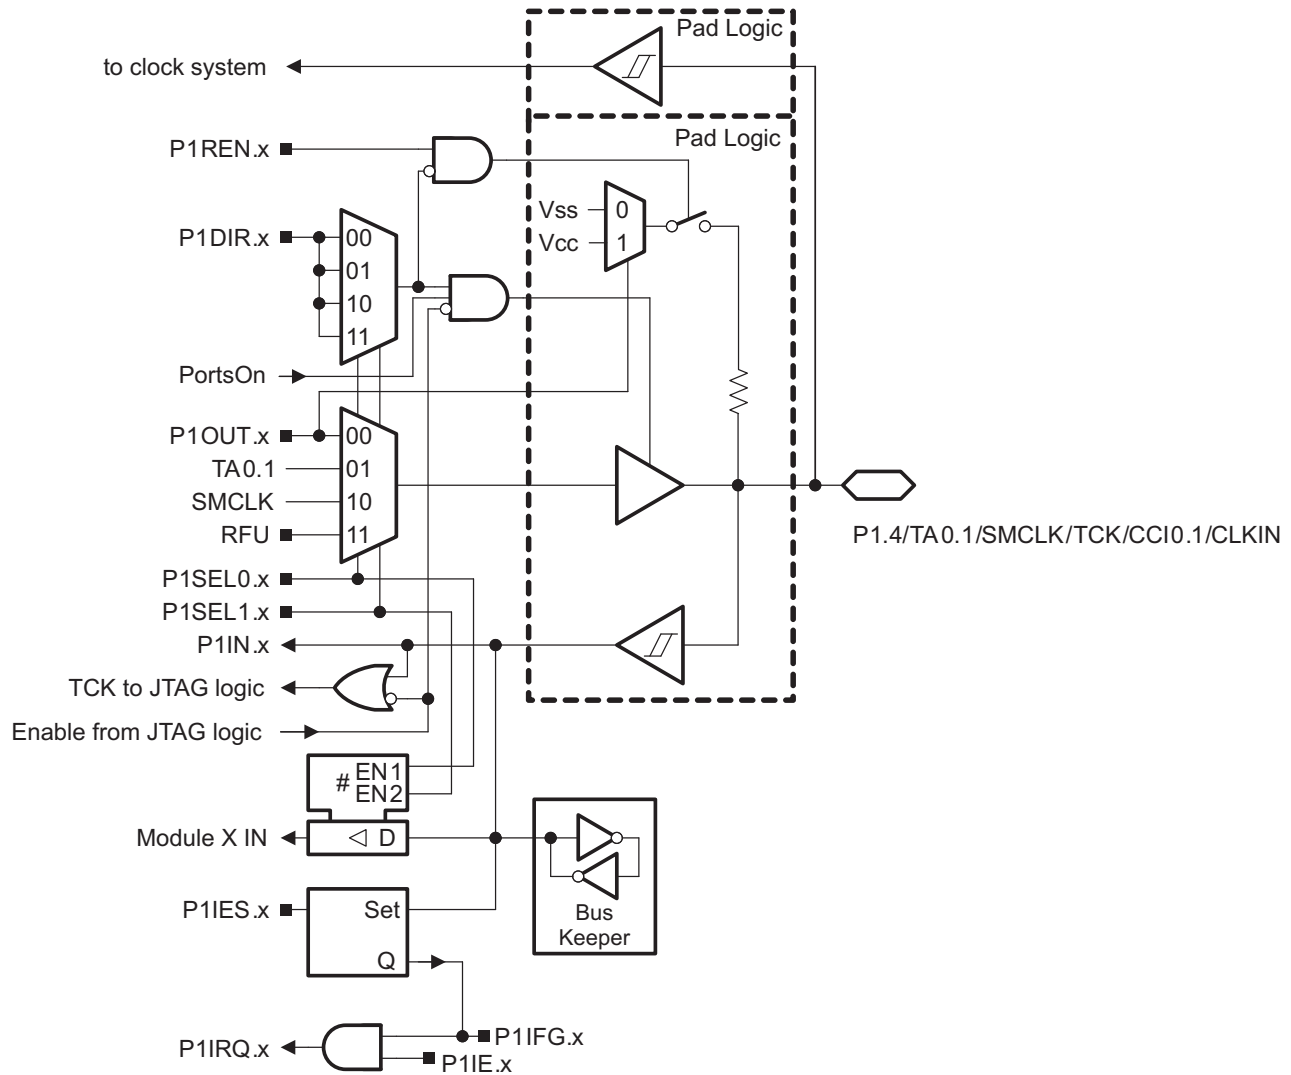 Pad Logic
to clock system
Pad Logic
P1REN.x
Vss
0
P1DIR.x
00
Vcc
1
01
10
11
PortsOn
P1OUT.x
00
TA0.1
01
SMCLK
10
RFU
11
P1.4/TA0.1/SMCLK/TCK/CCI0.1/CLKIN
P1SEL0.x
P1SEL1.x
P1IN.x
TCK to JTAG logic
Enable from JTAG logic
# EN1
EN2
Module X IN
D
P1IES.x
Set
Bus
Keeper
Q
P1IFG.x
P1IRQ.x
P1IE.x